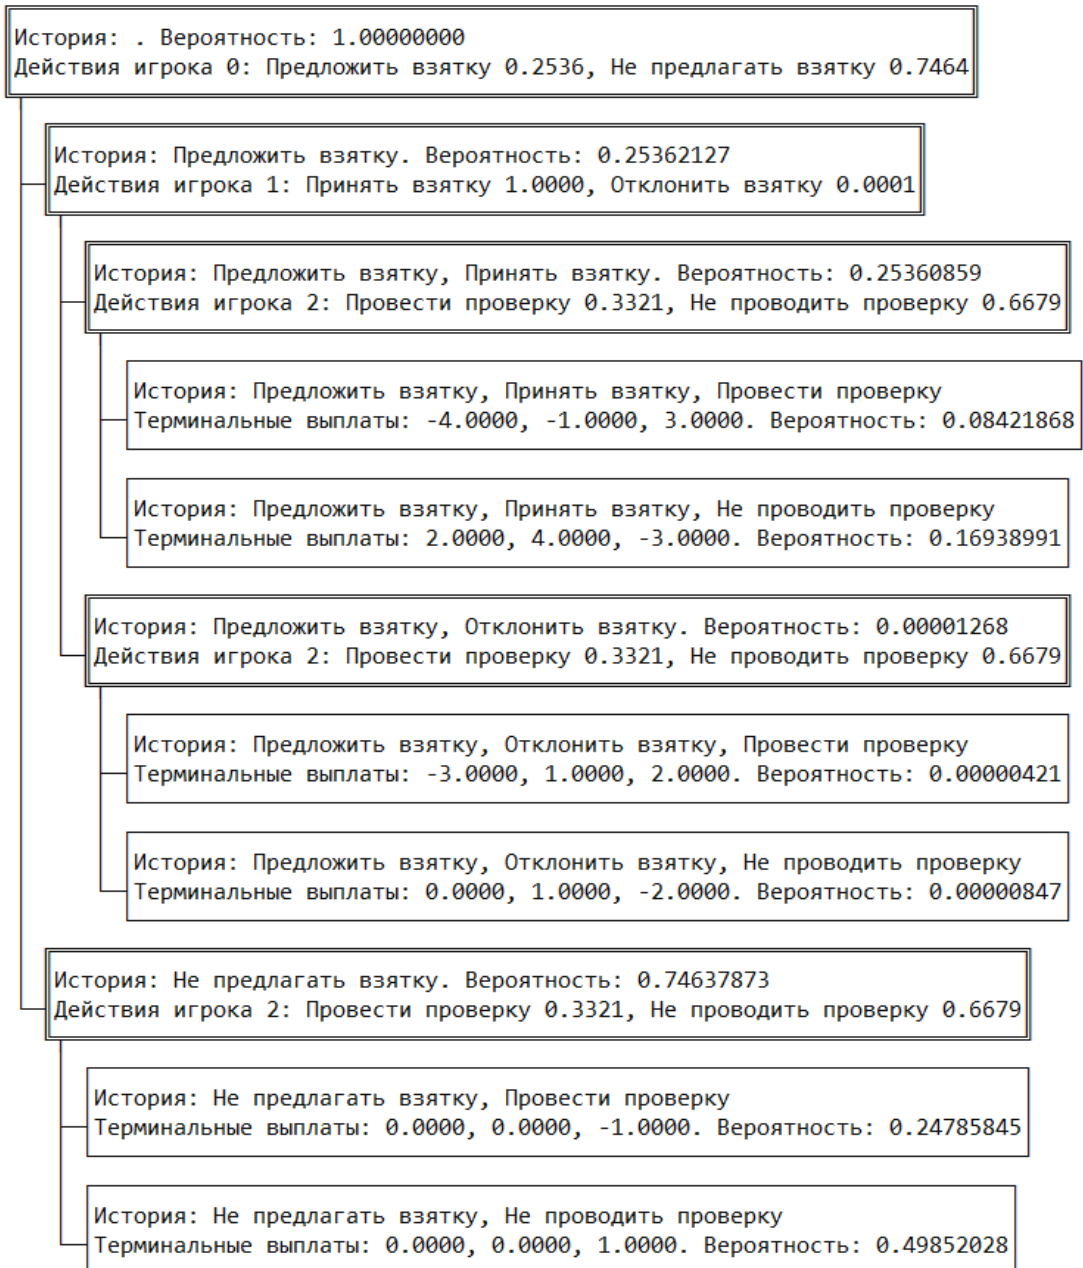 История: . Вероятность: 1.00000000
Действия игрока 0: Предложить взятку 0.2536, Не предлагать взятку 0.7464
История: Предложить взятку. Вероятность: 0.25362127
Действия игрока 1: Принять взятку 1.0000, Отклонить взятку 0.0001
История: Предложить взятку, Принять взятку. Вероятность: 0.25360859
Действия игрока 2: Провести проверку 0.3321, Не проводить проверку 0.6679
История: Предложить взятку, Принять взятку, Провести проверку
Терминальные выплаты: -4.0000, -1.0000, 3.0000. Вероятность: 0.08421868
История: Предложить взятку, Принять взятку, Не проводить проверку
Терминальные выплаты: 2.0000, 4.0000, -3.0000. Вероятность: 0.16938991
История: Предложить взятку, Отклонить взятку. Вероятность: 0.00001268
Действия игрока 2: Провести проверку 0.3321, Не проводить проверку 0.6679
История: Предложить взятку, Отклонить взятку, Провести проверку
Терминальные выплаты: -3.0000, 1.0000, 2.0000. Вероятность: 0.00000421
История: Предложить взятку, Отклонить взятку, Не проводить проверку
Терминальные выплаты: 0.0000, 1.0000, -2.0000. Вероятность: 0.00000847
История: Не предлагать взятку. Вероятность: 0.74637873
Действия игрока 2: Провести проверку 0.3321, Не проводить проверку 0.6679
История: Не предлагать взятку, Провести проверку
Терминальные выплаты: 0.0000, 0.0000, -1.0000. Вероятность: 0.24785845
История: Не предлагать взятку, Не проводить проверку
Терминальные выплаты: 0.0000, 0.0000, 1.0000. Вероятность: 0.49852028